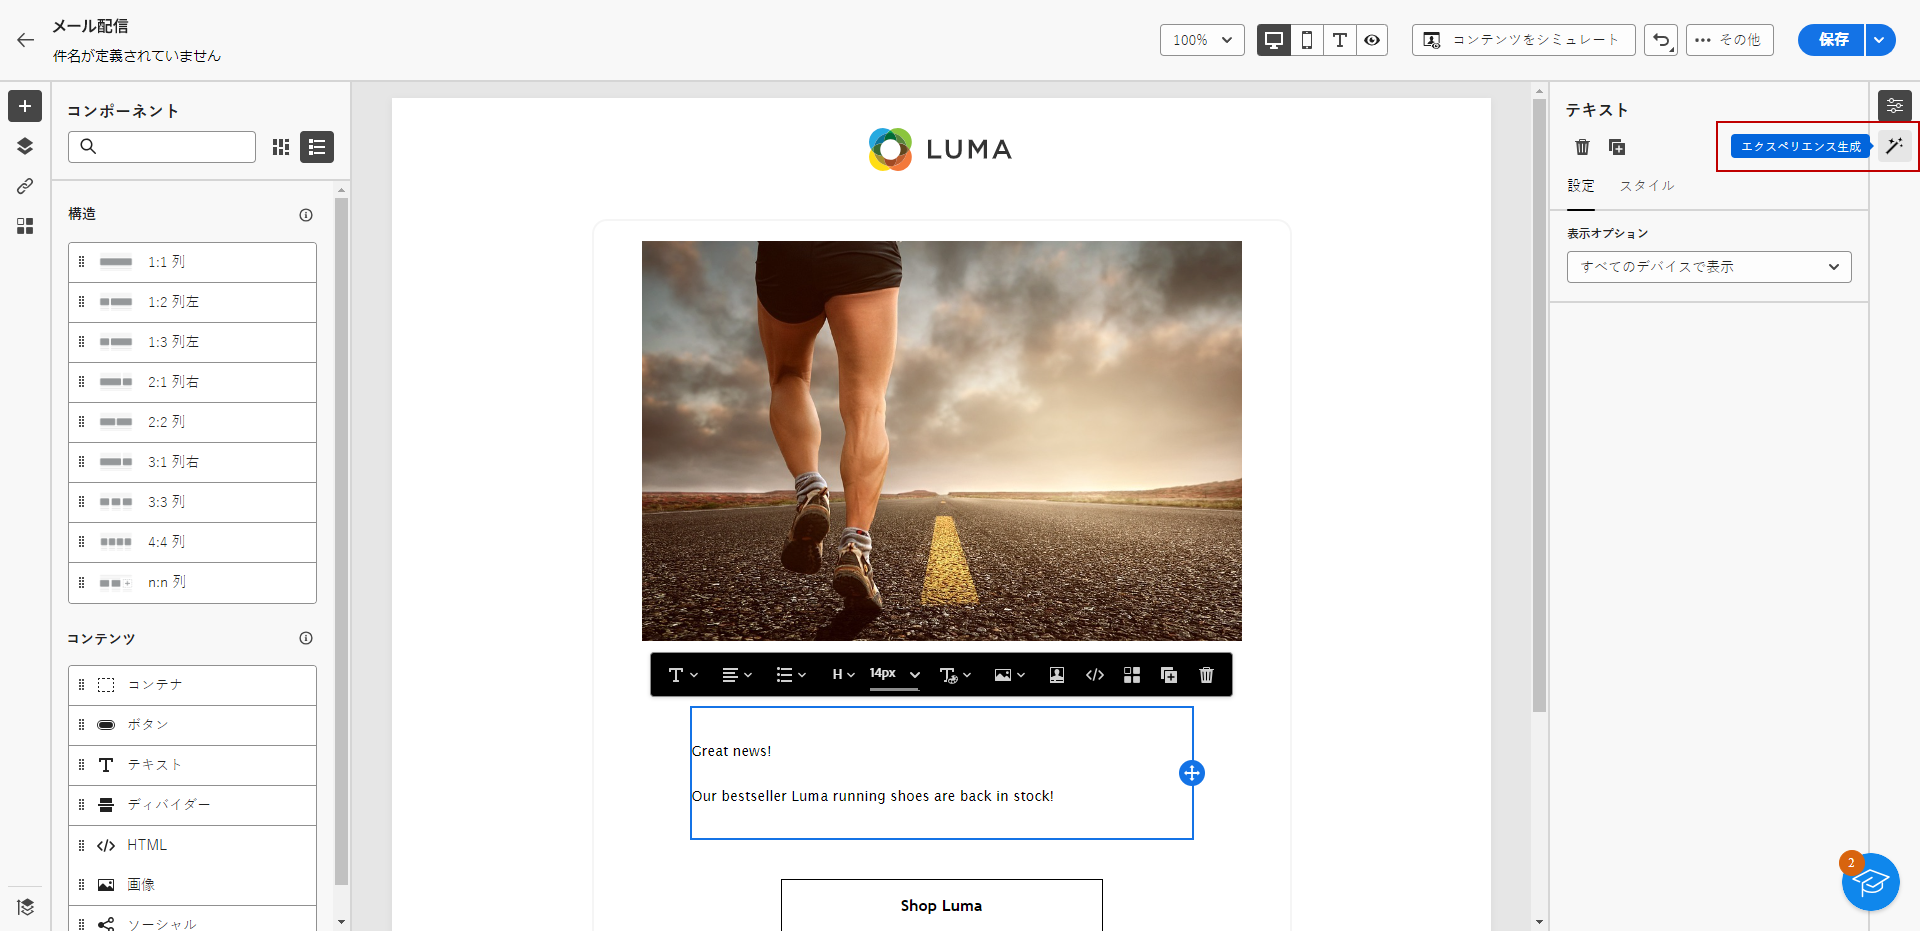 メール配信
件名が定義されていません
100%
コンテンツをシミュレート
その他
保存
コンポーネント
構造
1:1 列
1:2 列左
1:3 列左
2:1 列右
2:2 列
3:1 列右
3:3 列
4:4 列
n:n 列
コンテンツ
コンテナ
ボタン
テキスト
ディバイダー
HTML
画像
ソーシャル
LUMA
H
14px
Great news!
Our bestseller Luma running shoes are back in stock!
Shop Luma
テキスト
エクスペリエンス生成
設定
スタイル
表示オプション
すべてのデバイスで表示
2